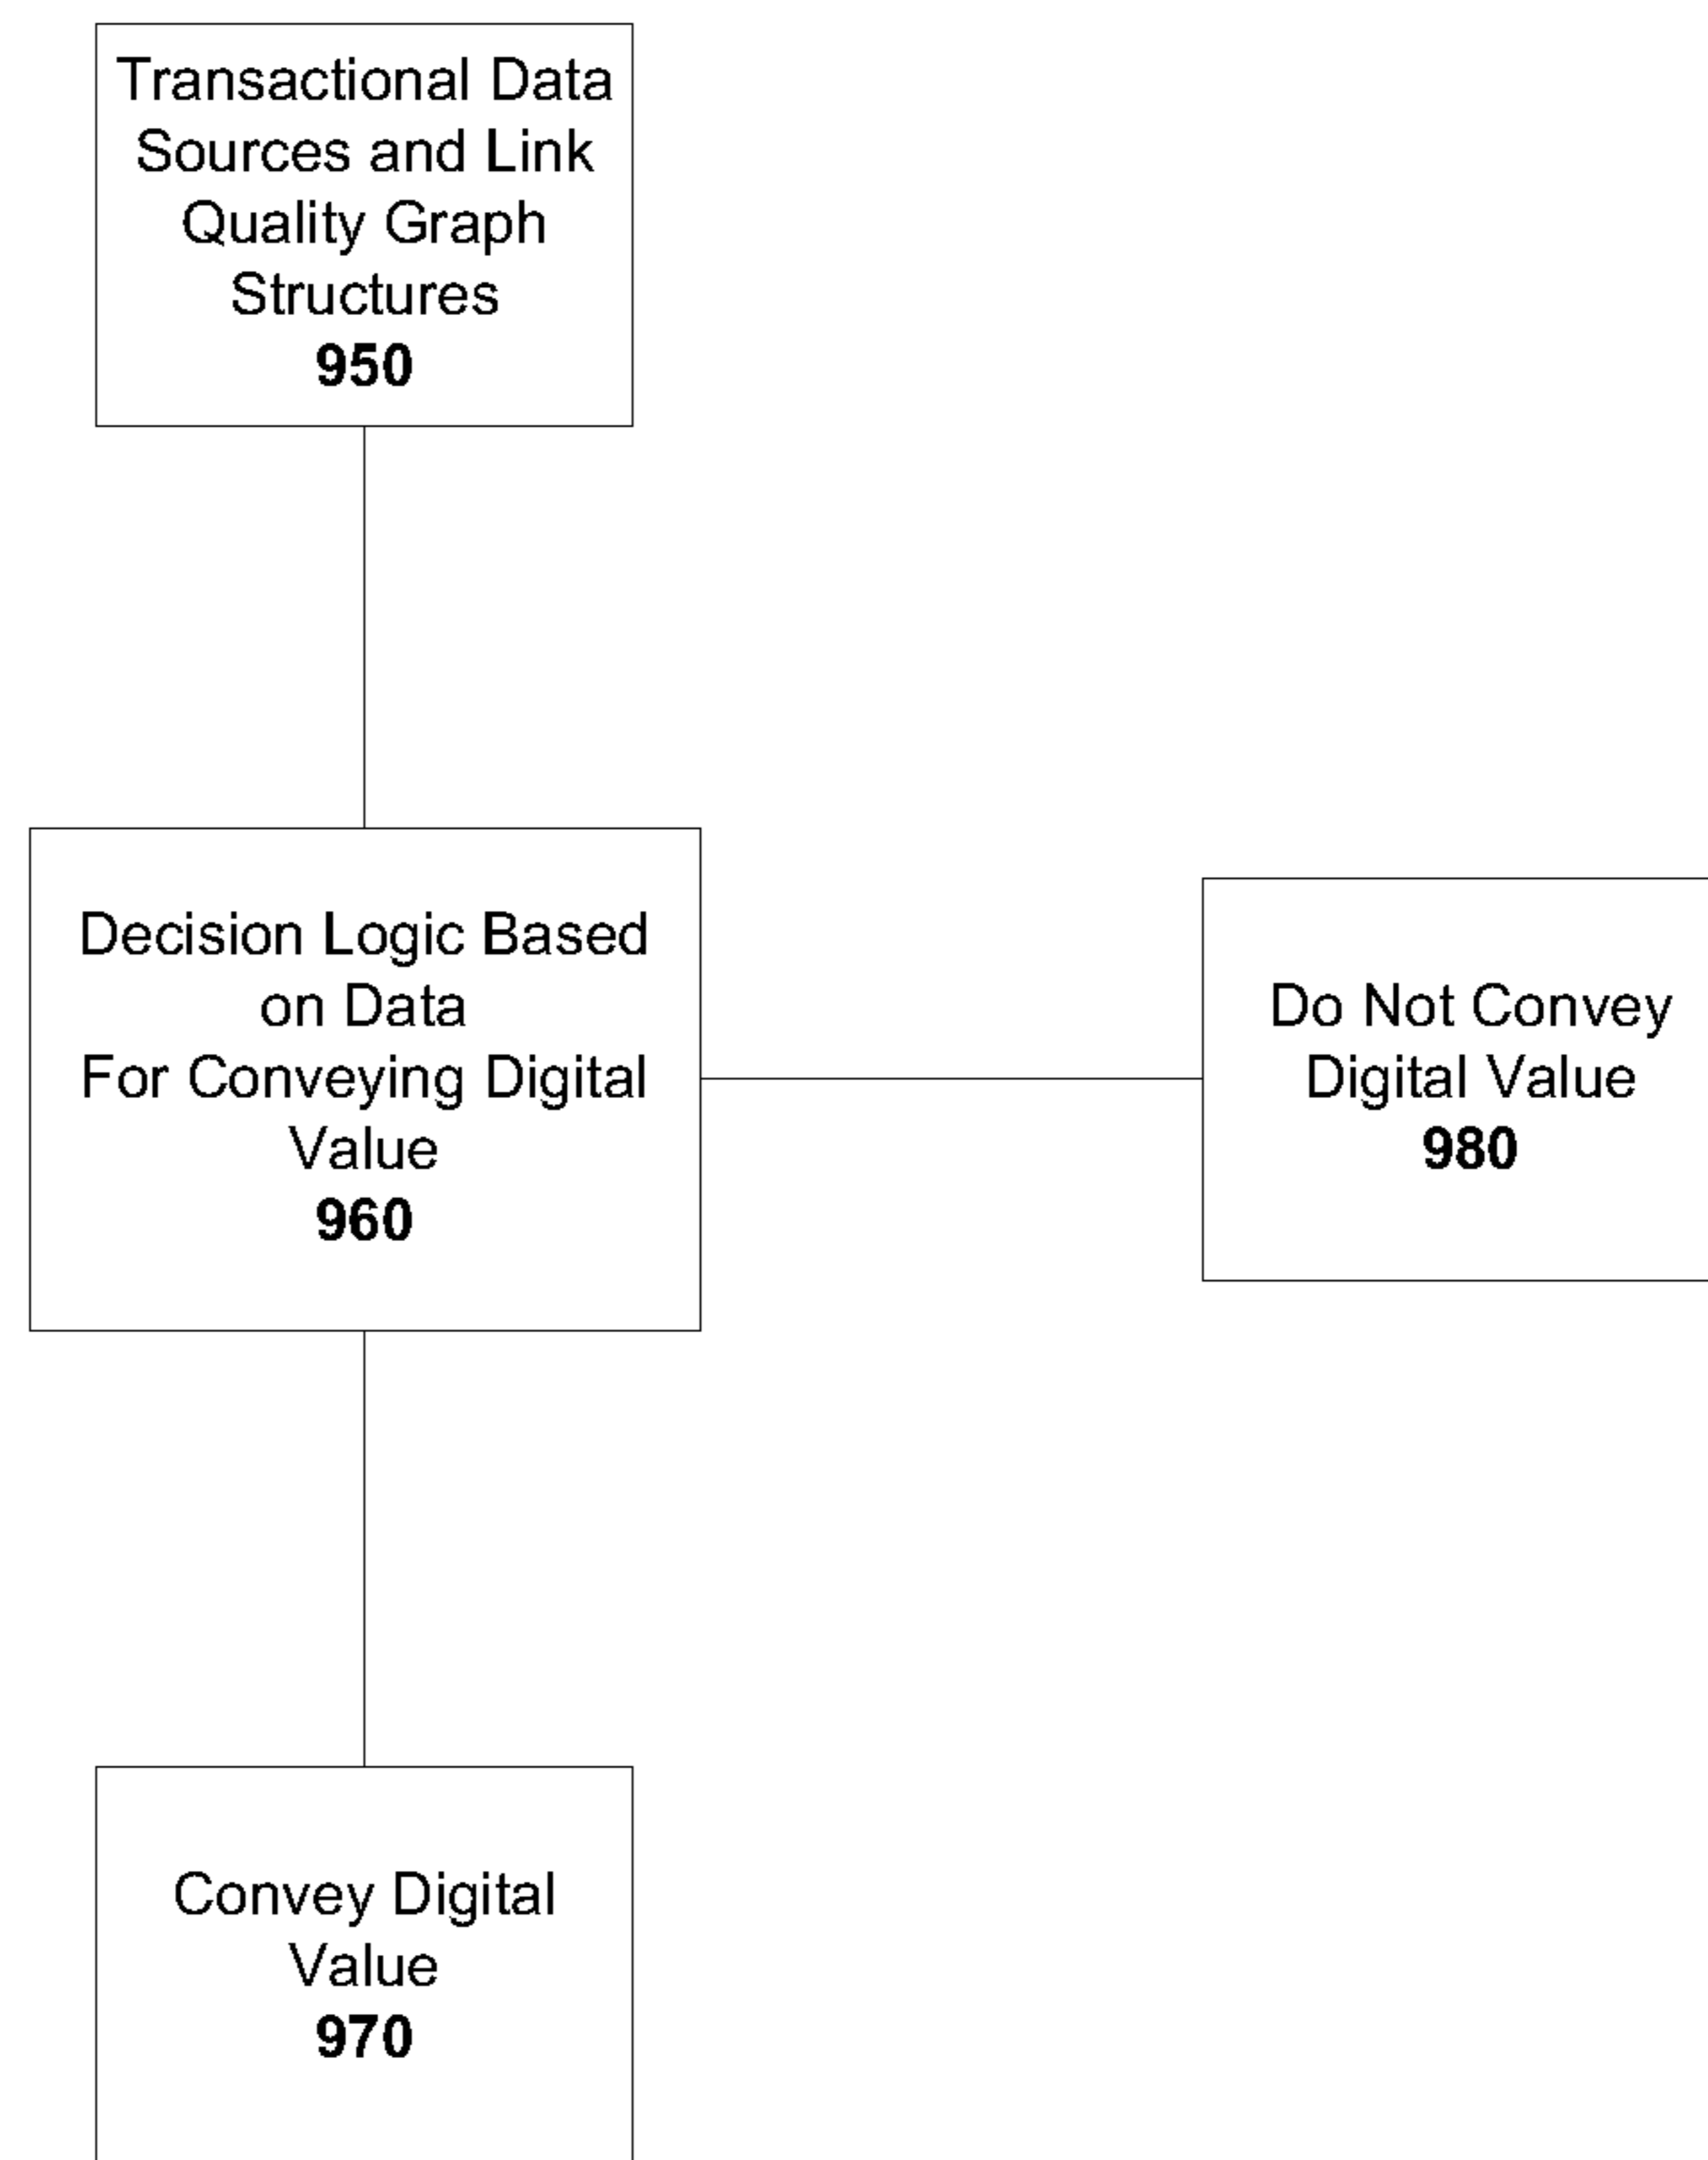 Transactional Data
Sources and Link
Quality Graph
Structures
950
Decision Logic Based
on Data
For Conveying Digital
Value
960
Do Not Convey
Digital Value
980
Convey Digital
Value
970